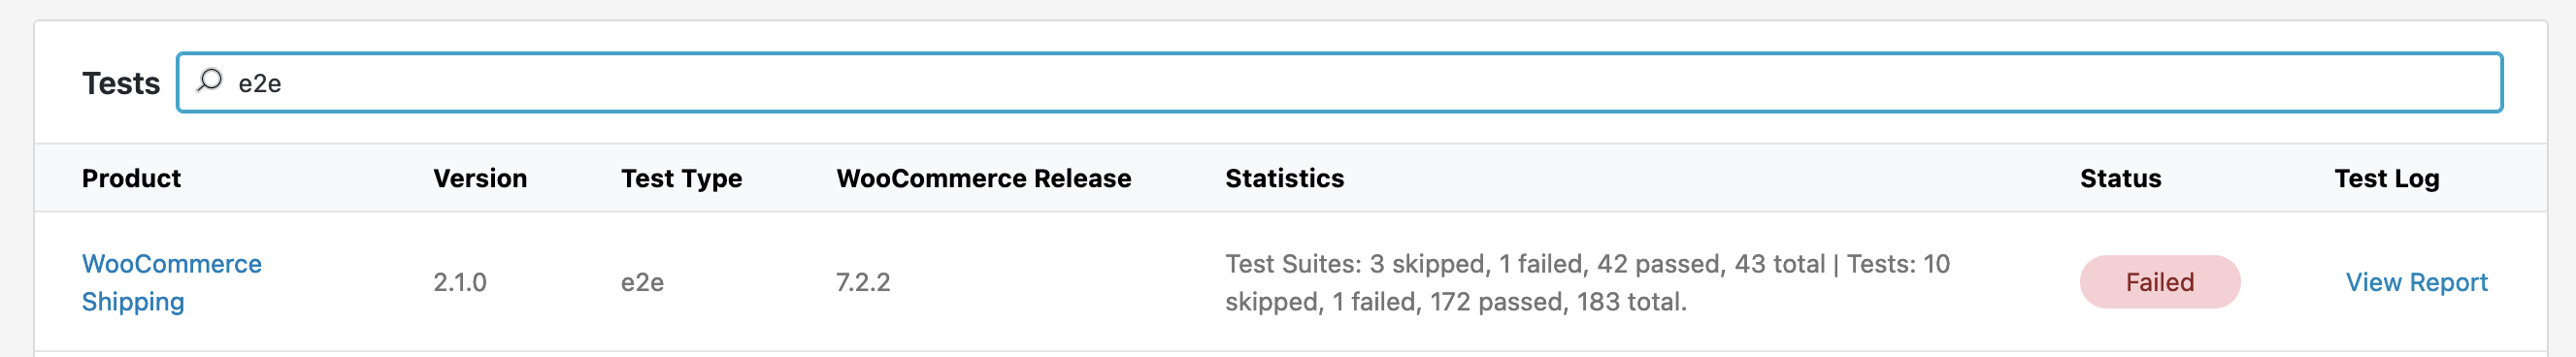 Tests
e2e
Product Version Test Type WooCommerce Release Statistics Status Test Log
WooCommerce
Shipping
2.1.0 e2e 7.2.2
Test Suites: 3 skipped, 1 failed, 42 passed, 43 total | Tests: 10
skipped, 1 failed, 172 passed, 183 total.
Failed
View Report